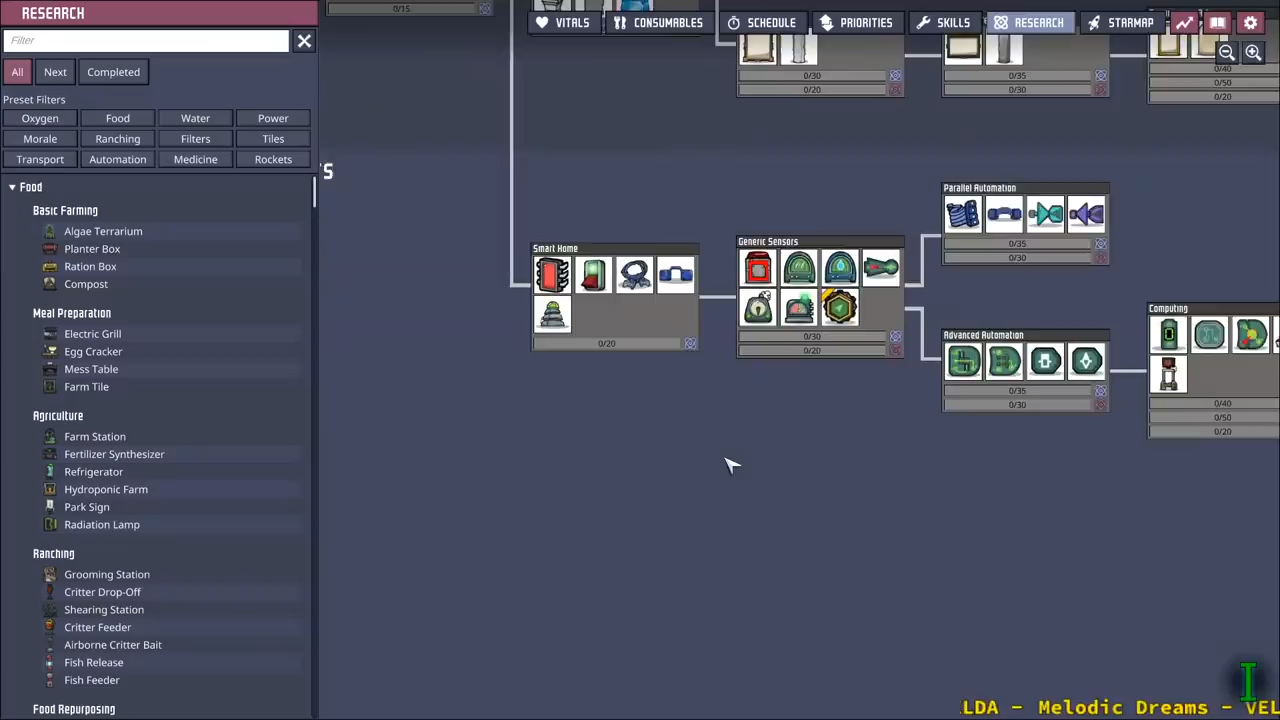 RESEARCH
VITALS
CONSUMABLES
SCHEDULE
PRIORITIES
SKILLS
RESEARCH
STARMAP
Filter
All
Next
Completed
Preset Filters
Oxygen
Food
Water
Power
Morale
Ranching
Filters
Tiles
Transport
Automation
Medicine
Rockets
Food
Basic Farming
Algae Terrarium
Planter Box
Ration Box
Compost
Meal Preparation
Electric Grill
Egg Cracker
Mess Table
Farm Tile
Agriculture
Farm Station
Fertilizer Synthesizer
Refrigerator
Hydroponic Farm
Park Sign
Radiation Lamp
Ranching
Grooming Station
Critter Drop-Off
Shearing Station
Critter Feeder
Airborne Critter Bait
Fish Release
Fish Feeder
Food Repurposing
0/15
0/30
0/20
0/35
0/30
0/40
0/50
0/20
Smart Home
0/20
Generic Sensors
0/30
0/20
Parallel Automation
0/35
0/30
Advanced Automation
0/35
0/30
Computing
0/40
0/50
0/20
LDA - Melodic Dreams - VEL